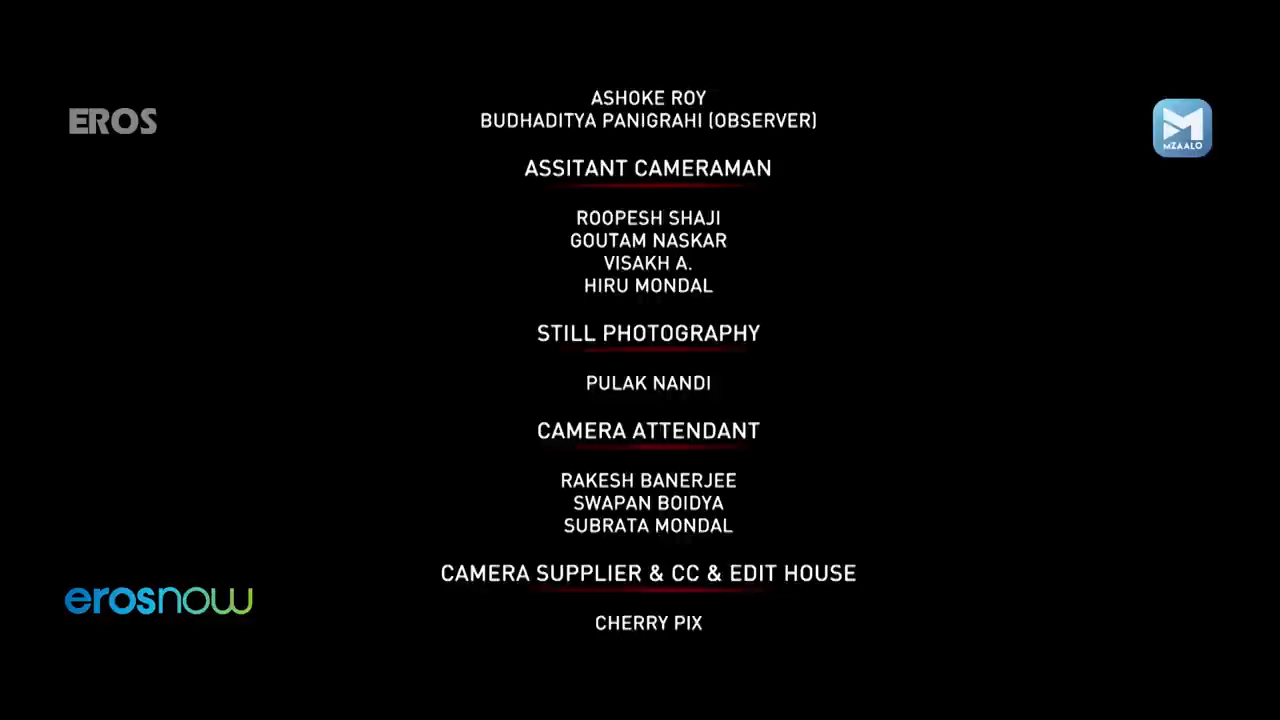 EROS
MZAALO
ASHOKE ROY
BUDHADITYA PANIGRAHI (OBSERVER)
ASSITANT CAMERAMAN
ROOPESH SHAJI
GOUTAM NASKAR
VISAKH A.
HIRU MONDAL
STILL PHOTOGRAPHY
PULAK NANDI
CAMERA ATTENDANT
RAKESH BANERJEE
SWAPAN BOIDYA
SUBRATA MONDAL
CAMERA SUPPLIER & CC & EDIT HOUSE
CHERRY PIX
erosnow